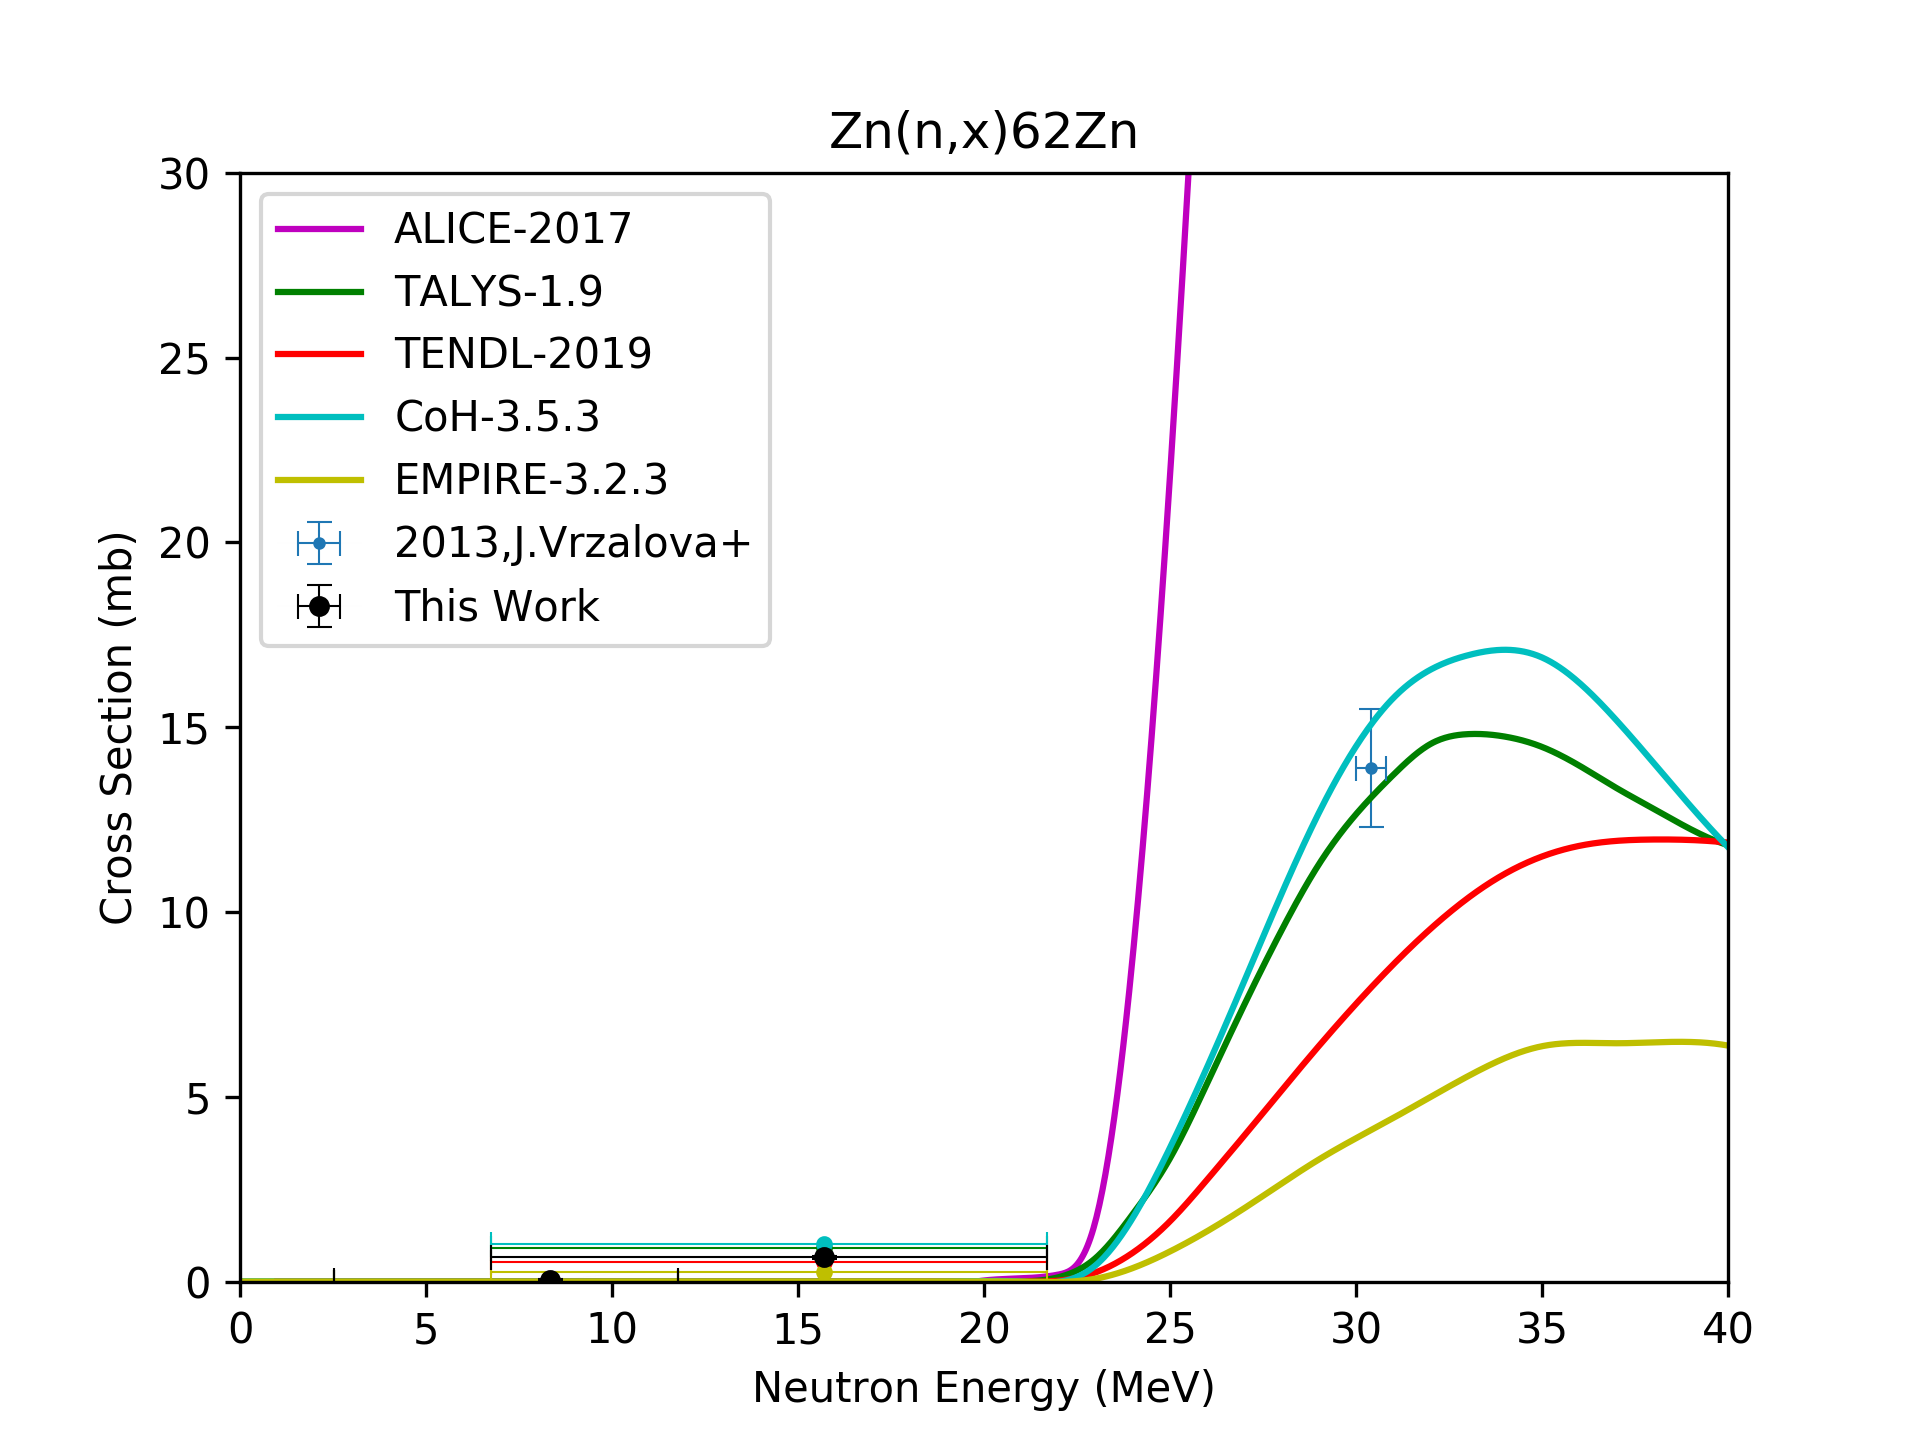 Zn(n,x)62Zn
30
25
20
15
10
5
0
Cross Section (mb)
ALICE-2017
TALYS-1.9
TENDL-2019
CoH-3.5.3
EMPIRE-3.2.3
2013,J.Vrzalova+
This Work
0 5 10 15 20 25 30 35 40
Neutron Energy (MeV)